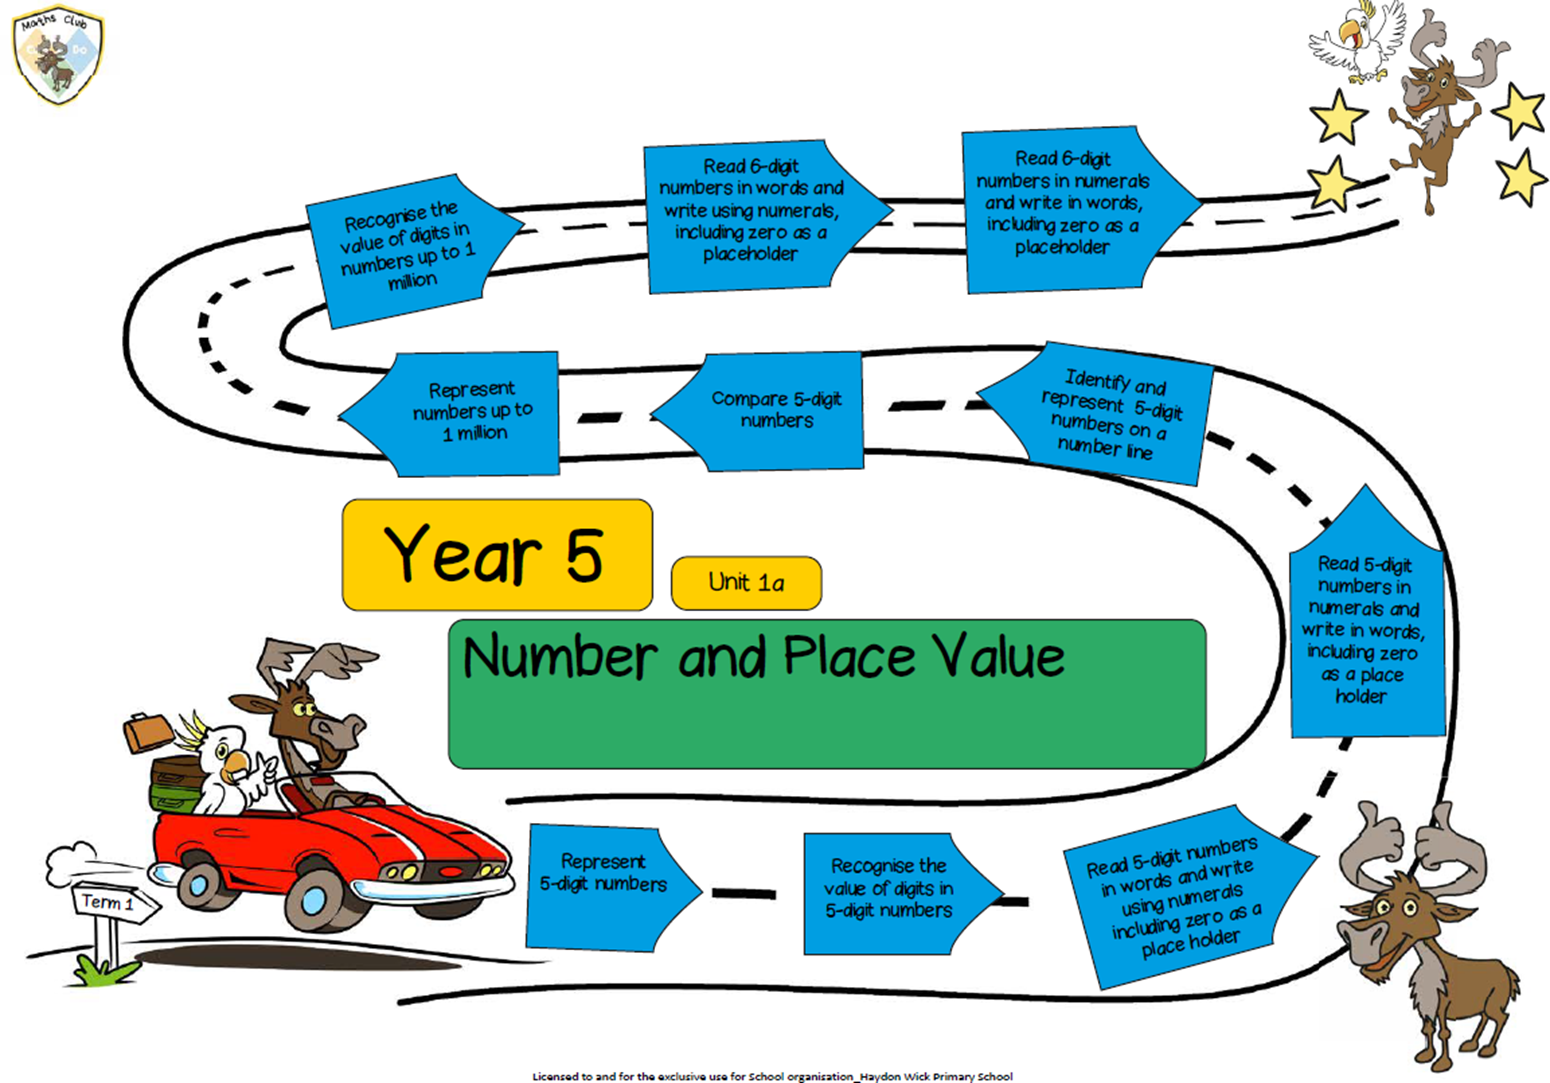 Maths Club
Can Do
Recognise the
value of digits in
numbers up to 1
million
Read 6-digit
numbers in words and
write using numerals,
including zero as a
placeholder
Read 6-digit
numbers in numerals
and write in words,
including zero as a
placeholder
Represent
numbers up to
1 million
Compare 5-digit
numbers
Identify and
represent 5-digit
numbers on a
number line
Year 5
Unit 1a
Number and Place Value
Read 5-digit
numbers in
numerals and
write in words,
including zero
as a place
holder
Term 1
Represent
5-digit numbers
Recognise the
value of digits in
5-digit numbers
Read 5-digit numbers
in words and write
using numerals
including zero as a
place holder
Licensed to and for the exclusive use for School organisation_Haydon Wick Primary School